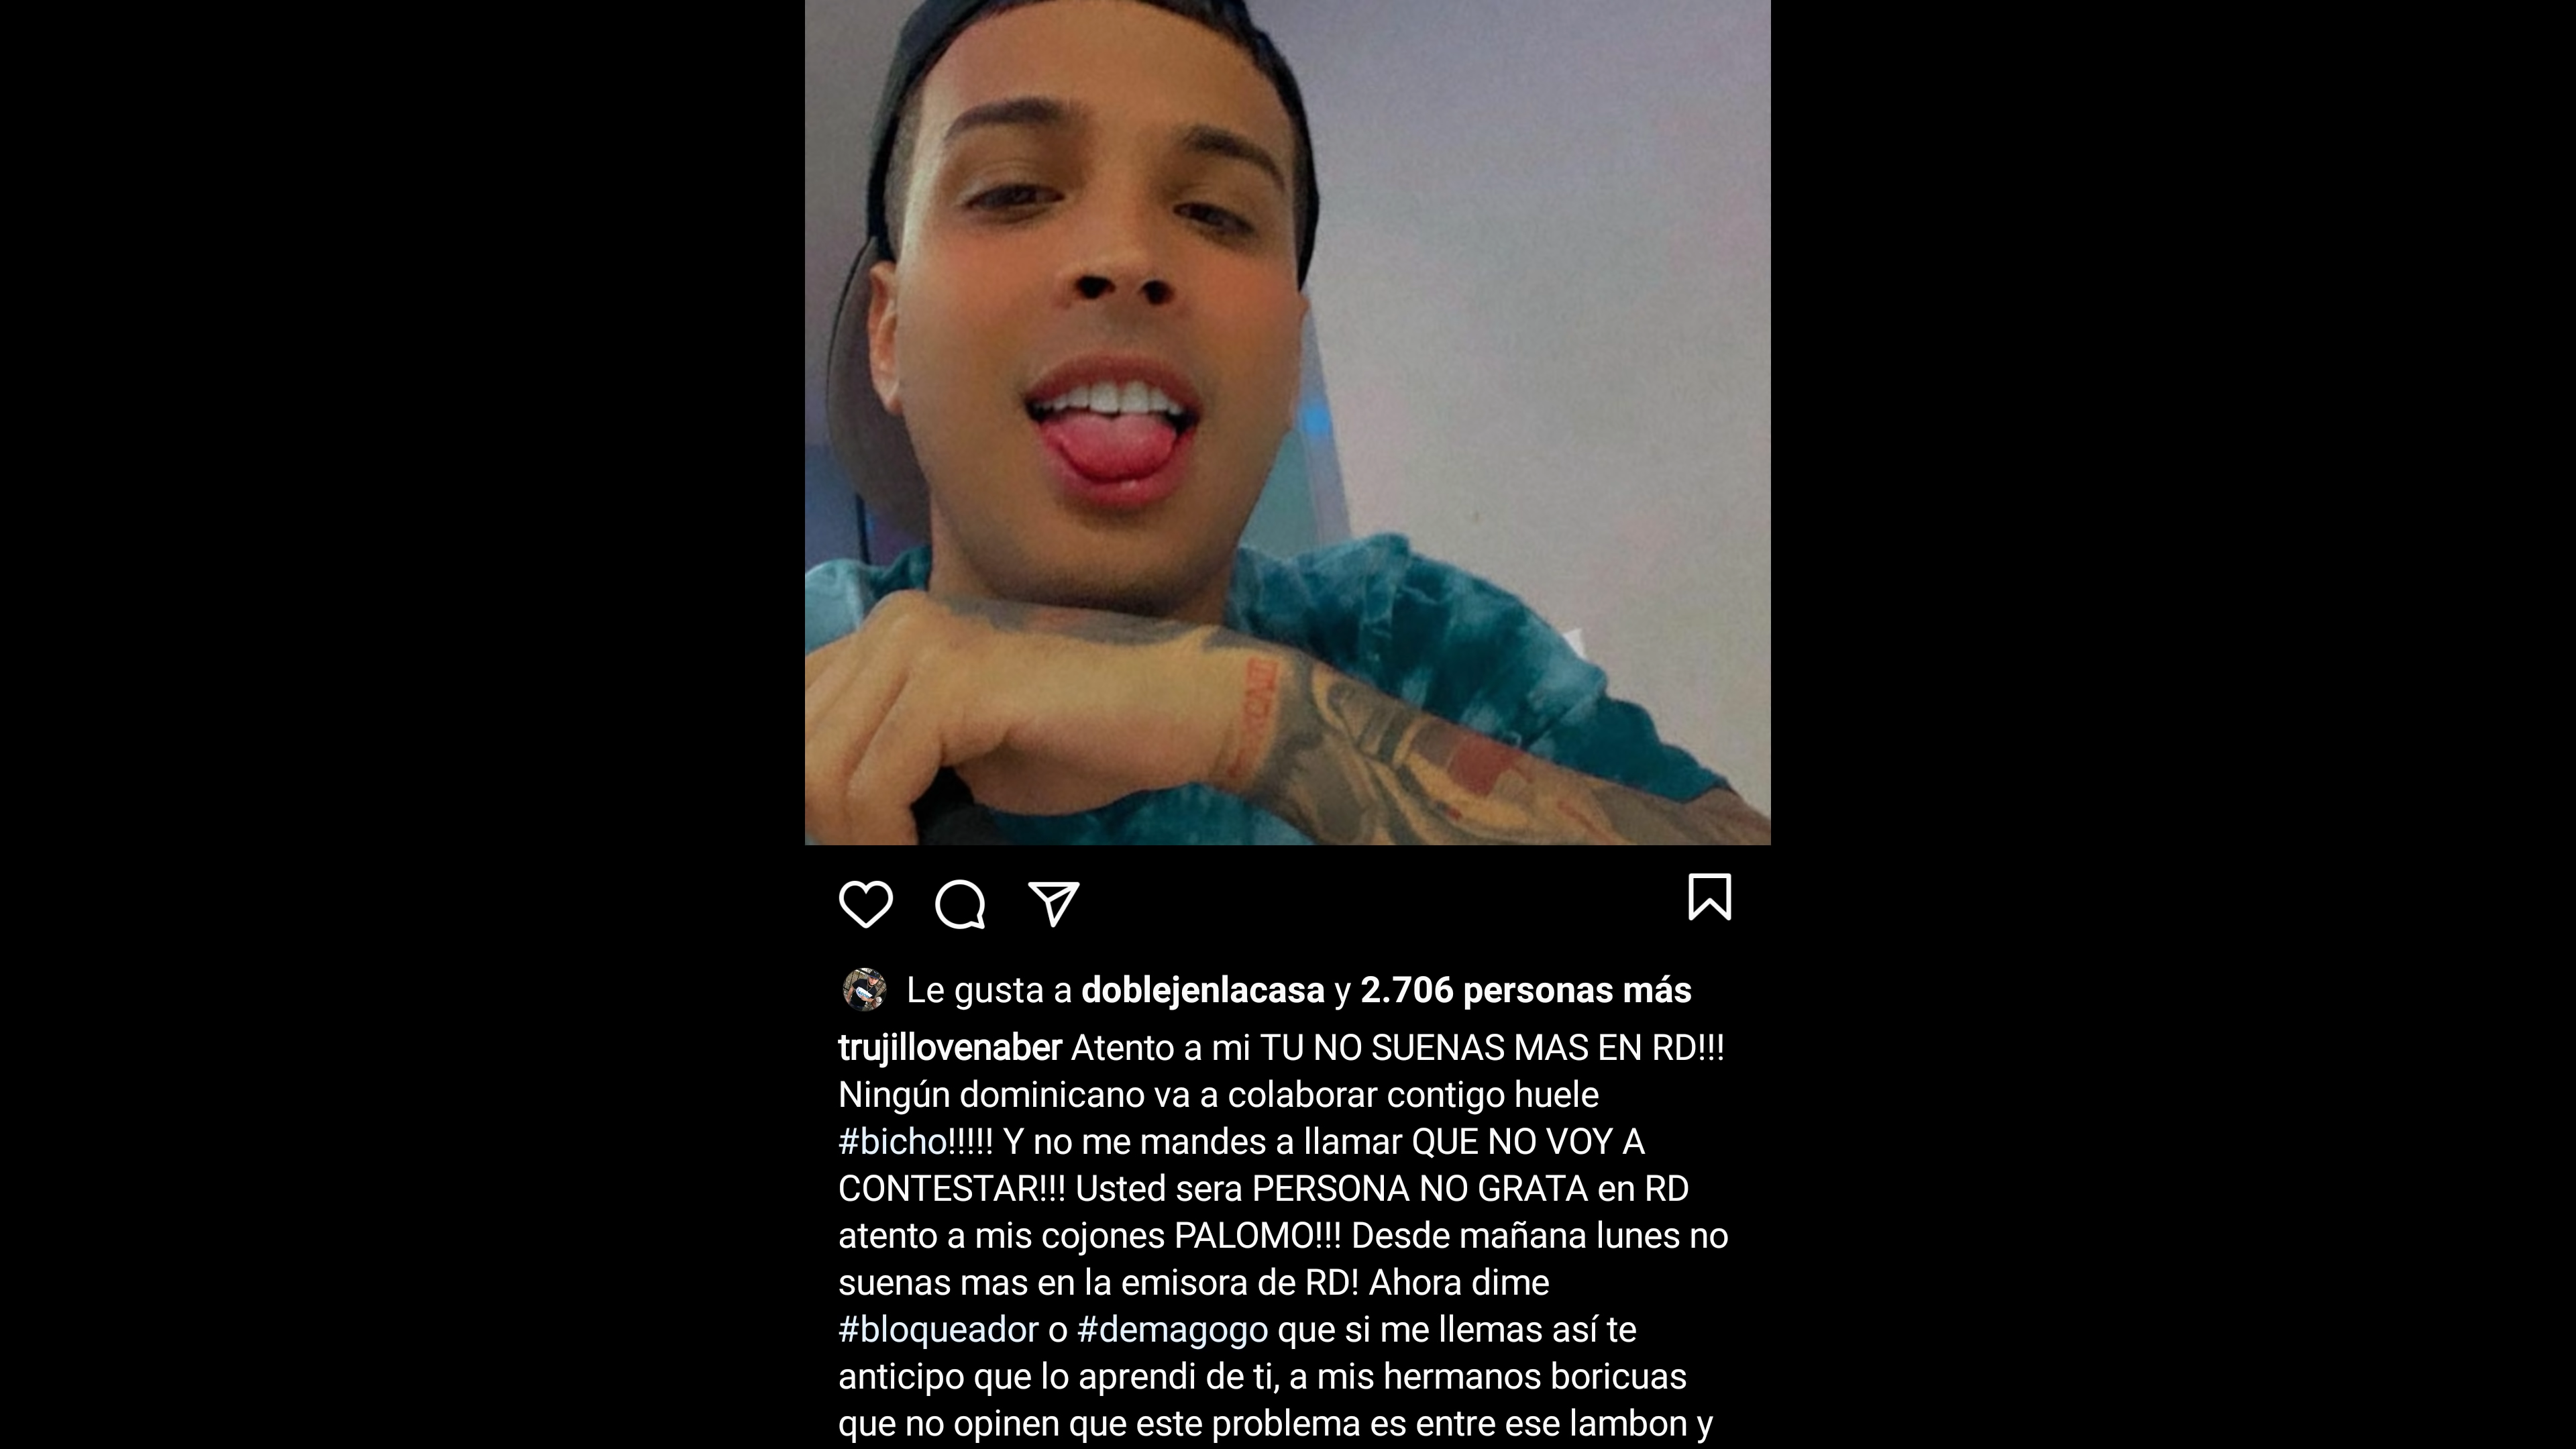 Le gusta a doblejenlacasa y 2.706 personas más
trujillovenaber Atento a mi TU NO SUENAS MAS EN RD!!!
Ningún dominicano va a colaborar contigo huele
#bicho!!!!! Y no me mandes a llamar QUE NO VOY A
CONTESTAR!!! Usted sera PERSONA NO GRATA en RD
atento a mis cojones PALOMO!!! Desde mañana lunes no
suenas mas en la emisora de RD! Ahora dime
#bloqueador o #demagogo que si me llemas así te
anticipo que lo aprendi de ti, a mis hermanos boricuas
que no opinen que este problema es entre ese lambon y